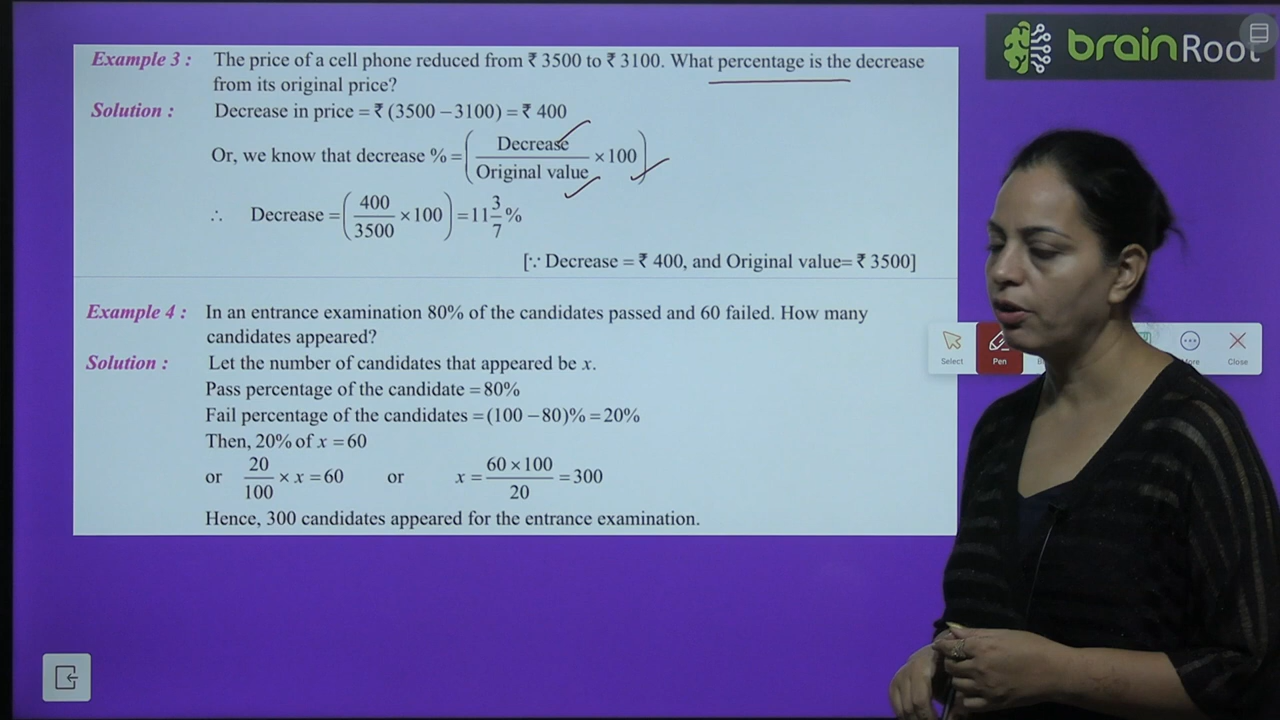 brainRoot
Example 3 : The price of a cell phone reduced from ₹ 3500 to ₹ 3100. What percentage is the decrease
from its original price?
Solution : Decrease in price = ₹ (3500 – 3100) = ₹ 400
Or, we know that decrease % = (Decrease/Original value × 100)
∴ Decrease = (400/3500 × 100) = 11 3/7 %
[∵ Decrease = ₹ 400, and Original value= ₹ 3500]
Example 4 : In an entrance examination 80% of the candidates passed and 60 failed. How many
candidates appeared?
Solution : Let the number of candidates that appeared be x.
Pass percentage of the candidate = 80%
Fail percentage of the candidates = (100 – 80)% = 20%
Then, 20% of x = 60
or 20/100 × x = 60 or x = 60 × 100/20 = 300
Hence, 300 candidates appeared for the entrance examination.
Select Pen More Close